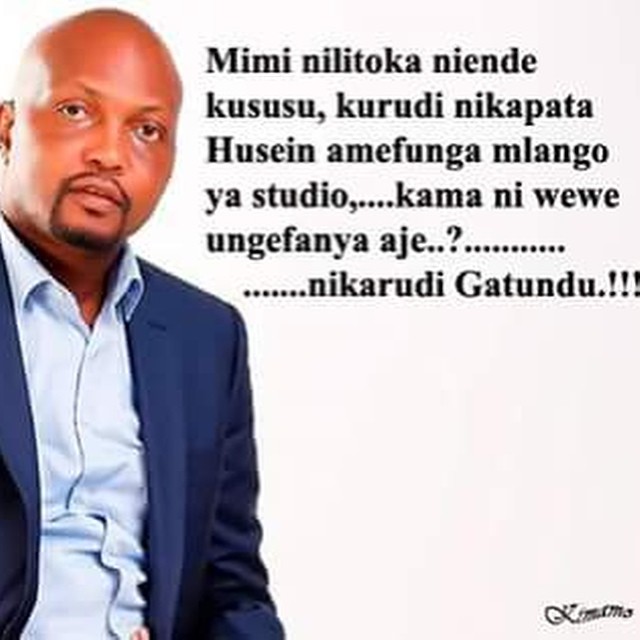 Mimi nilitoka niende
kususu, kurudi nikapata
Husein amefunga mlango
ya studio,....kama ni wewe
ungefanya aje..?...........
.......nikarudi Gatundu.!!!
Kimamo